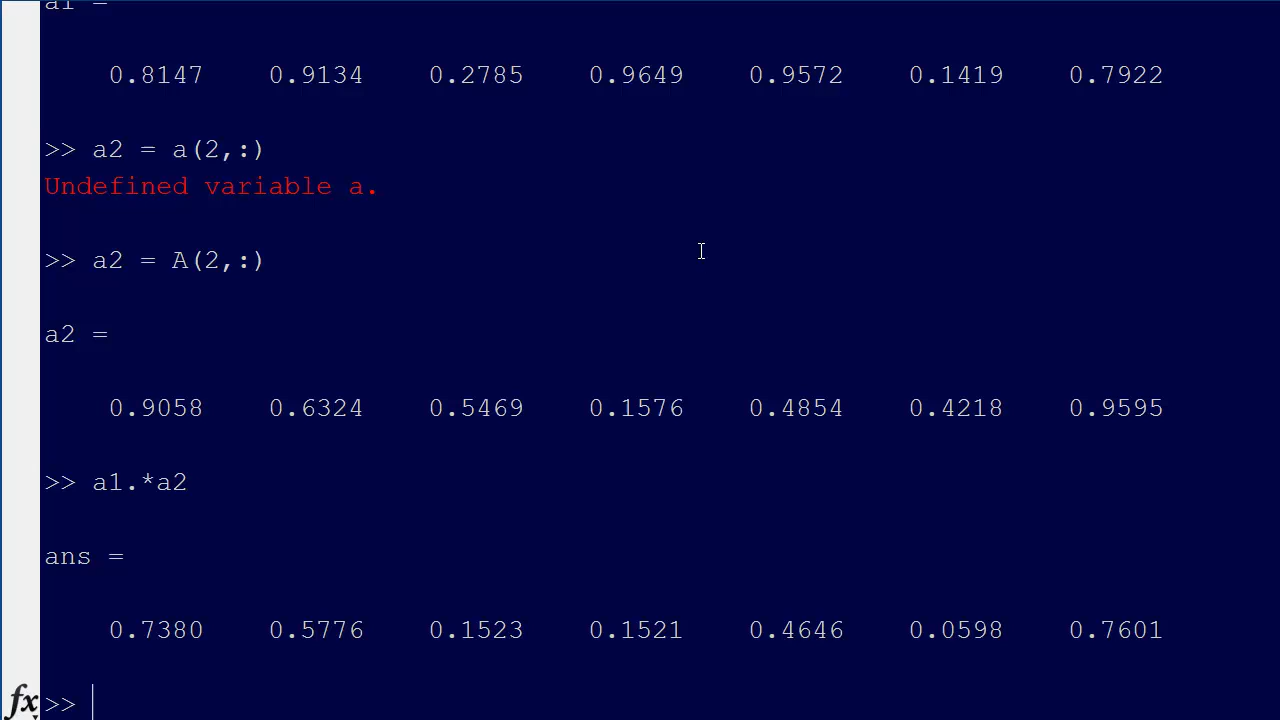 a1 =
0.8147 0.9134 0.2785 0.9649 0.9572 0.1419 0.7922
>> a2 = a(2,:)
Undefined variable a.
>> a2 = A(2,:)
a2 =
0.9058 0.6324 0.5469 0.1576 0.4854 0.4218 0.9595
>> a1.*a2
ans =
0.7380 0.5776 0.1523 0.1521 0.4646 0.0598 0.7601
fx >>